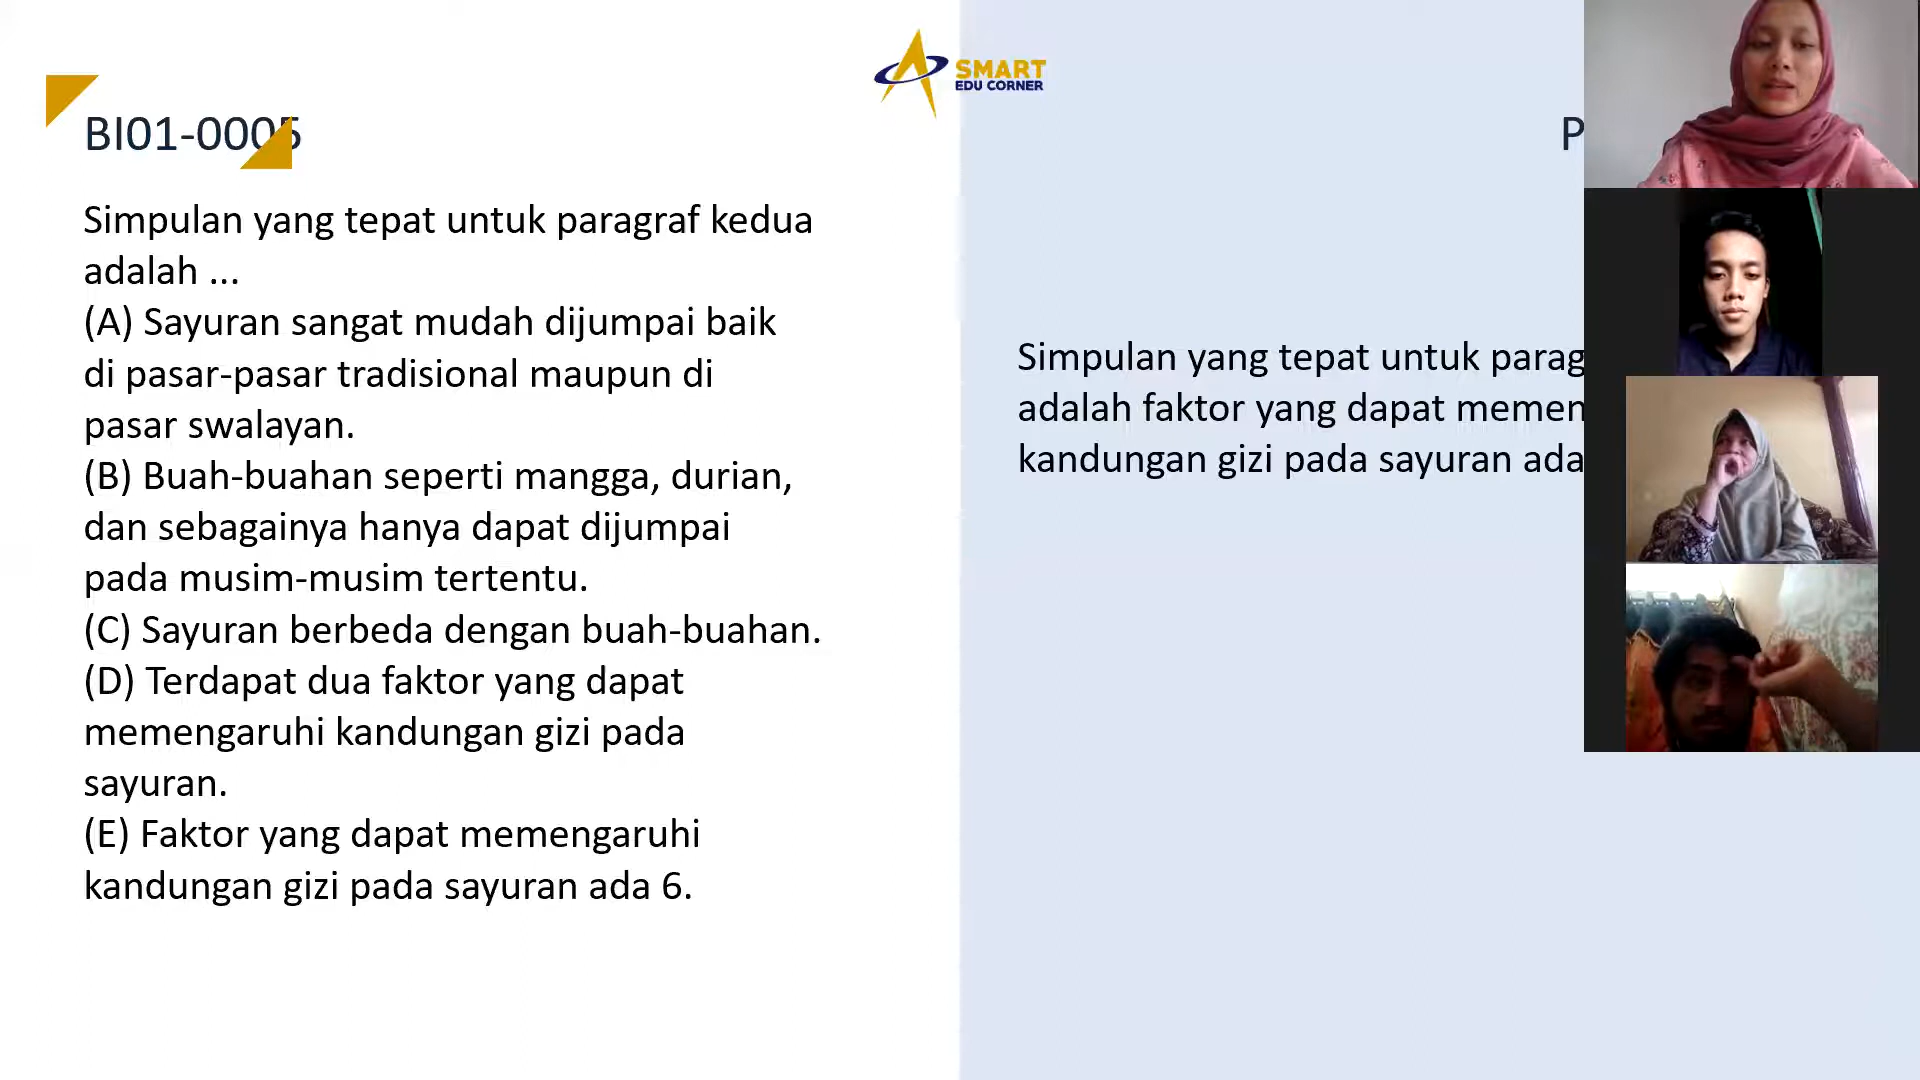 SMART
EDU CORNER
BI01-0005
Simpulan yang tepat untuk paragraf kedua
adalah ...
(A) Sayuran sangat mudah dijumpai baik
di pasar-pasar tradisional maupun di
pasar swalayan.
(B) Buah-buahan seperti mangga, durian,
dan sebagainya hanya dapat dijumpai
pada musim-musim tertentu.
(C) Sayuran berbeda dengan buah-buahan.
(D) Terdapat dua faktor yang dapat
memengaruhi kandungan gizi pada
sayuran.
(E) Faktor yang dapat memengaruhi
kandungan gizi pada sayuran ada 6.
P
Simpulan yang tepat untuk parag
adalah faktor yang dapat memen
kandungan gizi pada sayuran ada